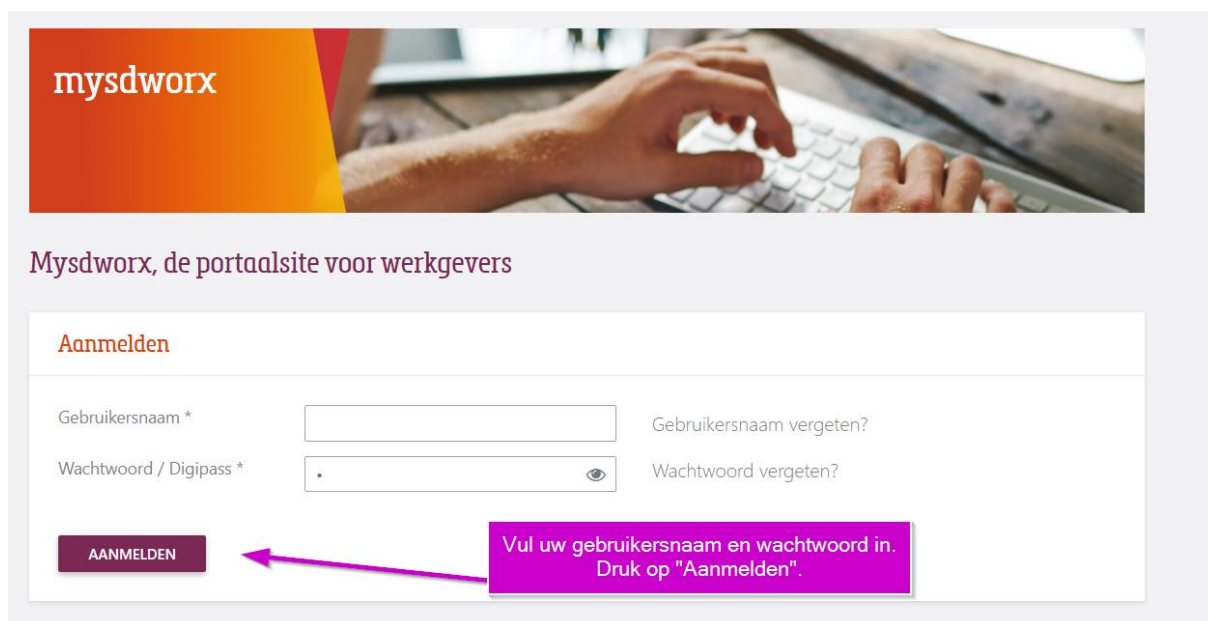 mysdworx
Mysdworx, de portaalsite voor werkgevers
Aanmelden
Gebruikersnaam *
Gebruikersnaam vergeten?
Wachtwoord / Digipass *
Wachtwoord vergeten?
AANMELDEN
Vul uw gebruikersnaam en wachtwoord in.
Druk op "Aanmelden".